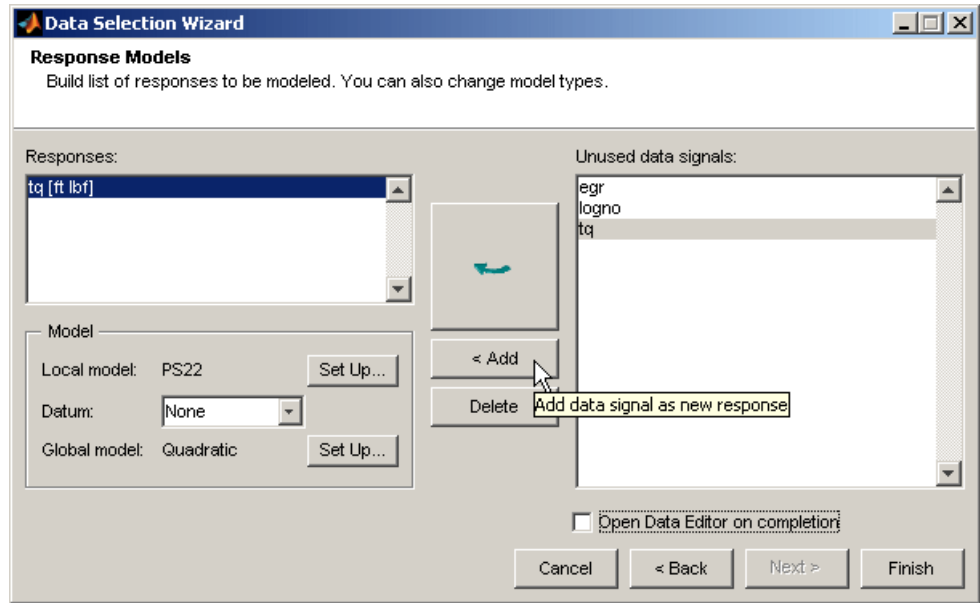 Data Selection Wizard
Response Models
Build list of responses to be modeled. You can also change model types.
Responses:
tq [ft lbf]
Unused data signals:
egr
logno
tq
< Add
Delete
Add data signal as new response
Model
Local model: PS22 Set Up...
Datum: None
Global model: Quadratic Set Up...
Open Data Editor on completion
Cancel < Back Next > Finish